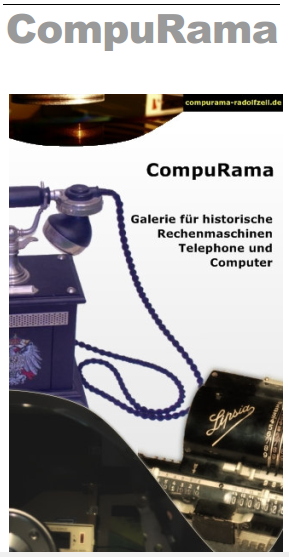 CompuRama
compurama-radolfzell.de
CompuRama
Galerie für historische
Rechenmaschinen
Telephone und
Computer
Lipsia